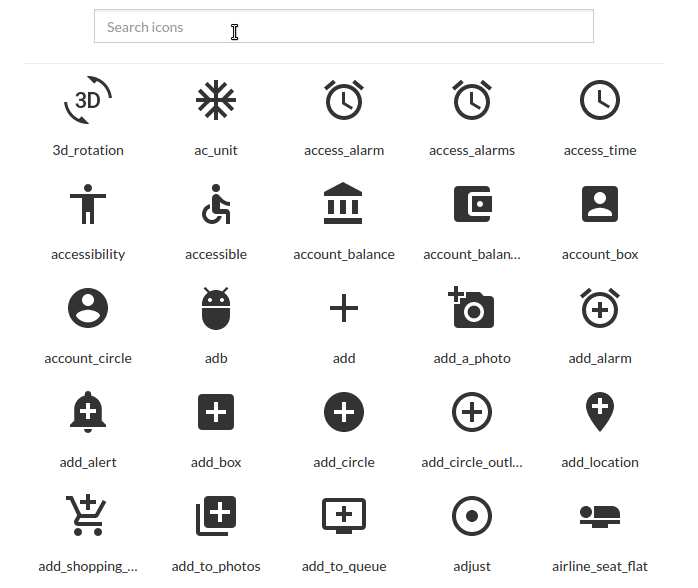 Search icons
3D
3d_rotation ac_unit access_alarm access_alarms access_time
accessibility accessible account_balance account_balan... account_box
account_circle adb add add_a_photo add_alarm
add_alert add_box add_circle add_circle_outl... add_location
add_shopping_... add_to_photos add_to_queue adjust airline_seat_flat